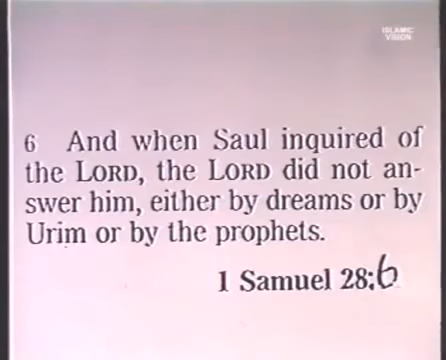 ISLAMIC
VISION
6 And when Saul inquired of
the LORD, the LORD did not an-
swer him, either by dreams or by
Urim or by the prophets.
1 Samuel 28:6